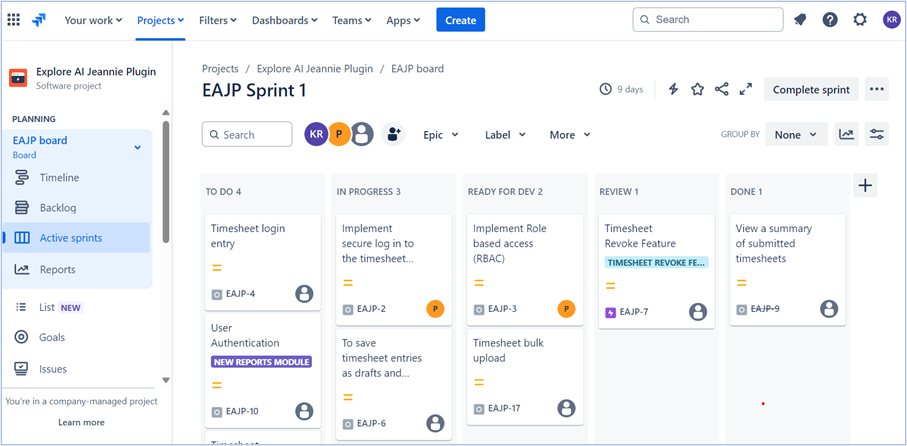 Your work
Projects
Filters
Dashboards
Teams
Apps
Create
Search
KR
Explore AI Jeannie Plugin
Software project
PLANNING
EAJP board
Board
Timeline
Backlog
Active sprints
Reports
List NEW
Goals
Issues
You're in a company-managed project
Learn more
Projects / Explore AI Jeannie Plugin / EAJP board
EAJP Sprint 1
9 days
Complete sprint
Search
KR
P
Epic
Label
More
GROUP BY
None
TO DO 4
Timesheet login
entry
EAJP-4
User
Authentication
NEW REPORTS MODULE
EAJP-10
Timesheet
IN PROGRESS 3
Implement
secure log in to
the timesheet...
EAJP-2
P
To save
timesheet entries
as drafts and...
EAJP-6
READY FOR DEV 2
Implement Role
based access
(RBAC)
EAJP-3
P
Timesheet bulk
upload
EAJP-17
REVIEW 1
Timesheet
Revoke Feature
TIMESHEET REVOKE FE...
EAJP-7
DONE 1
View a summary
of submitted
timesheets
EAJP-9